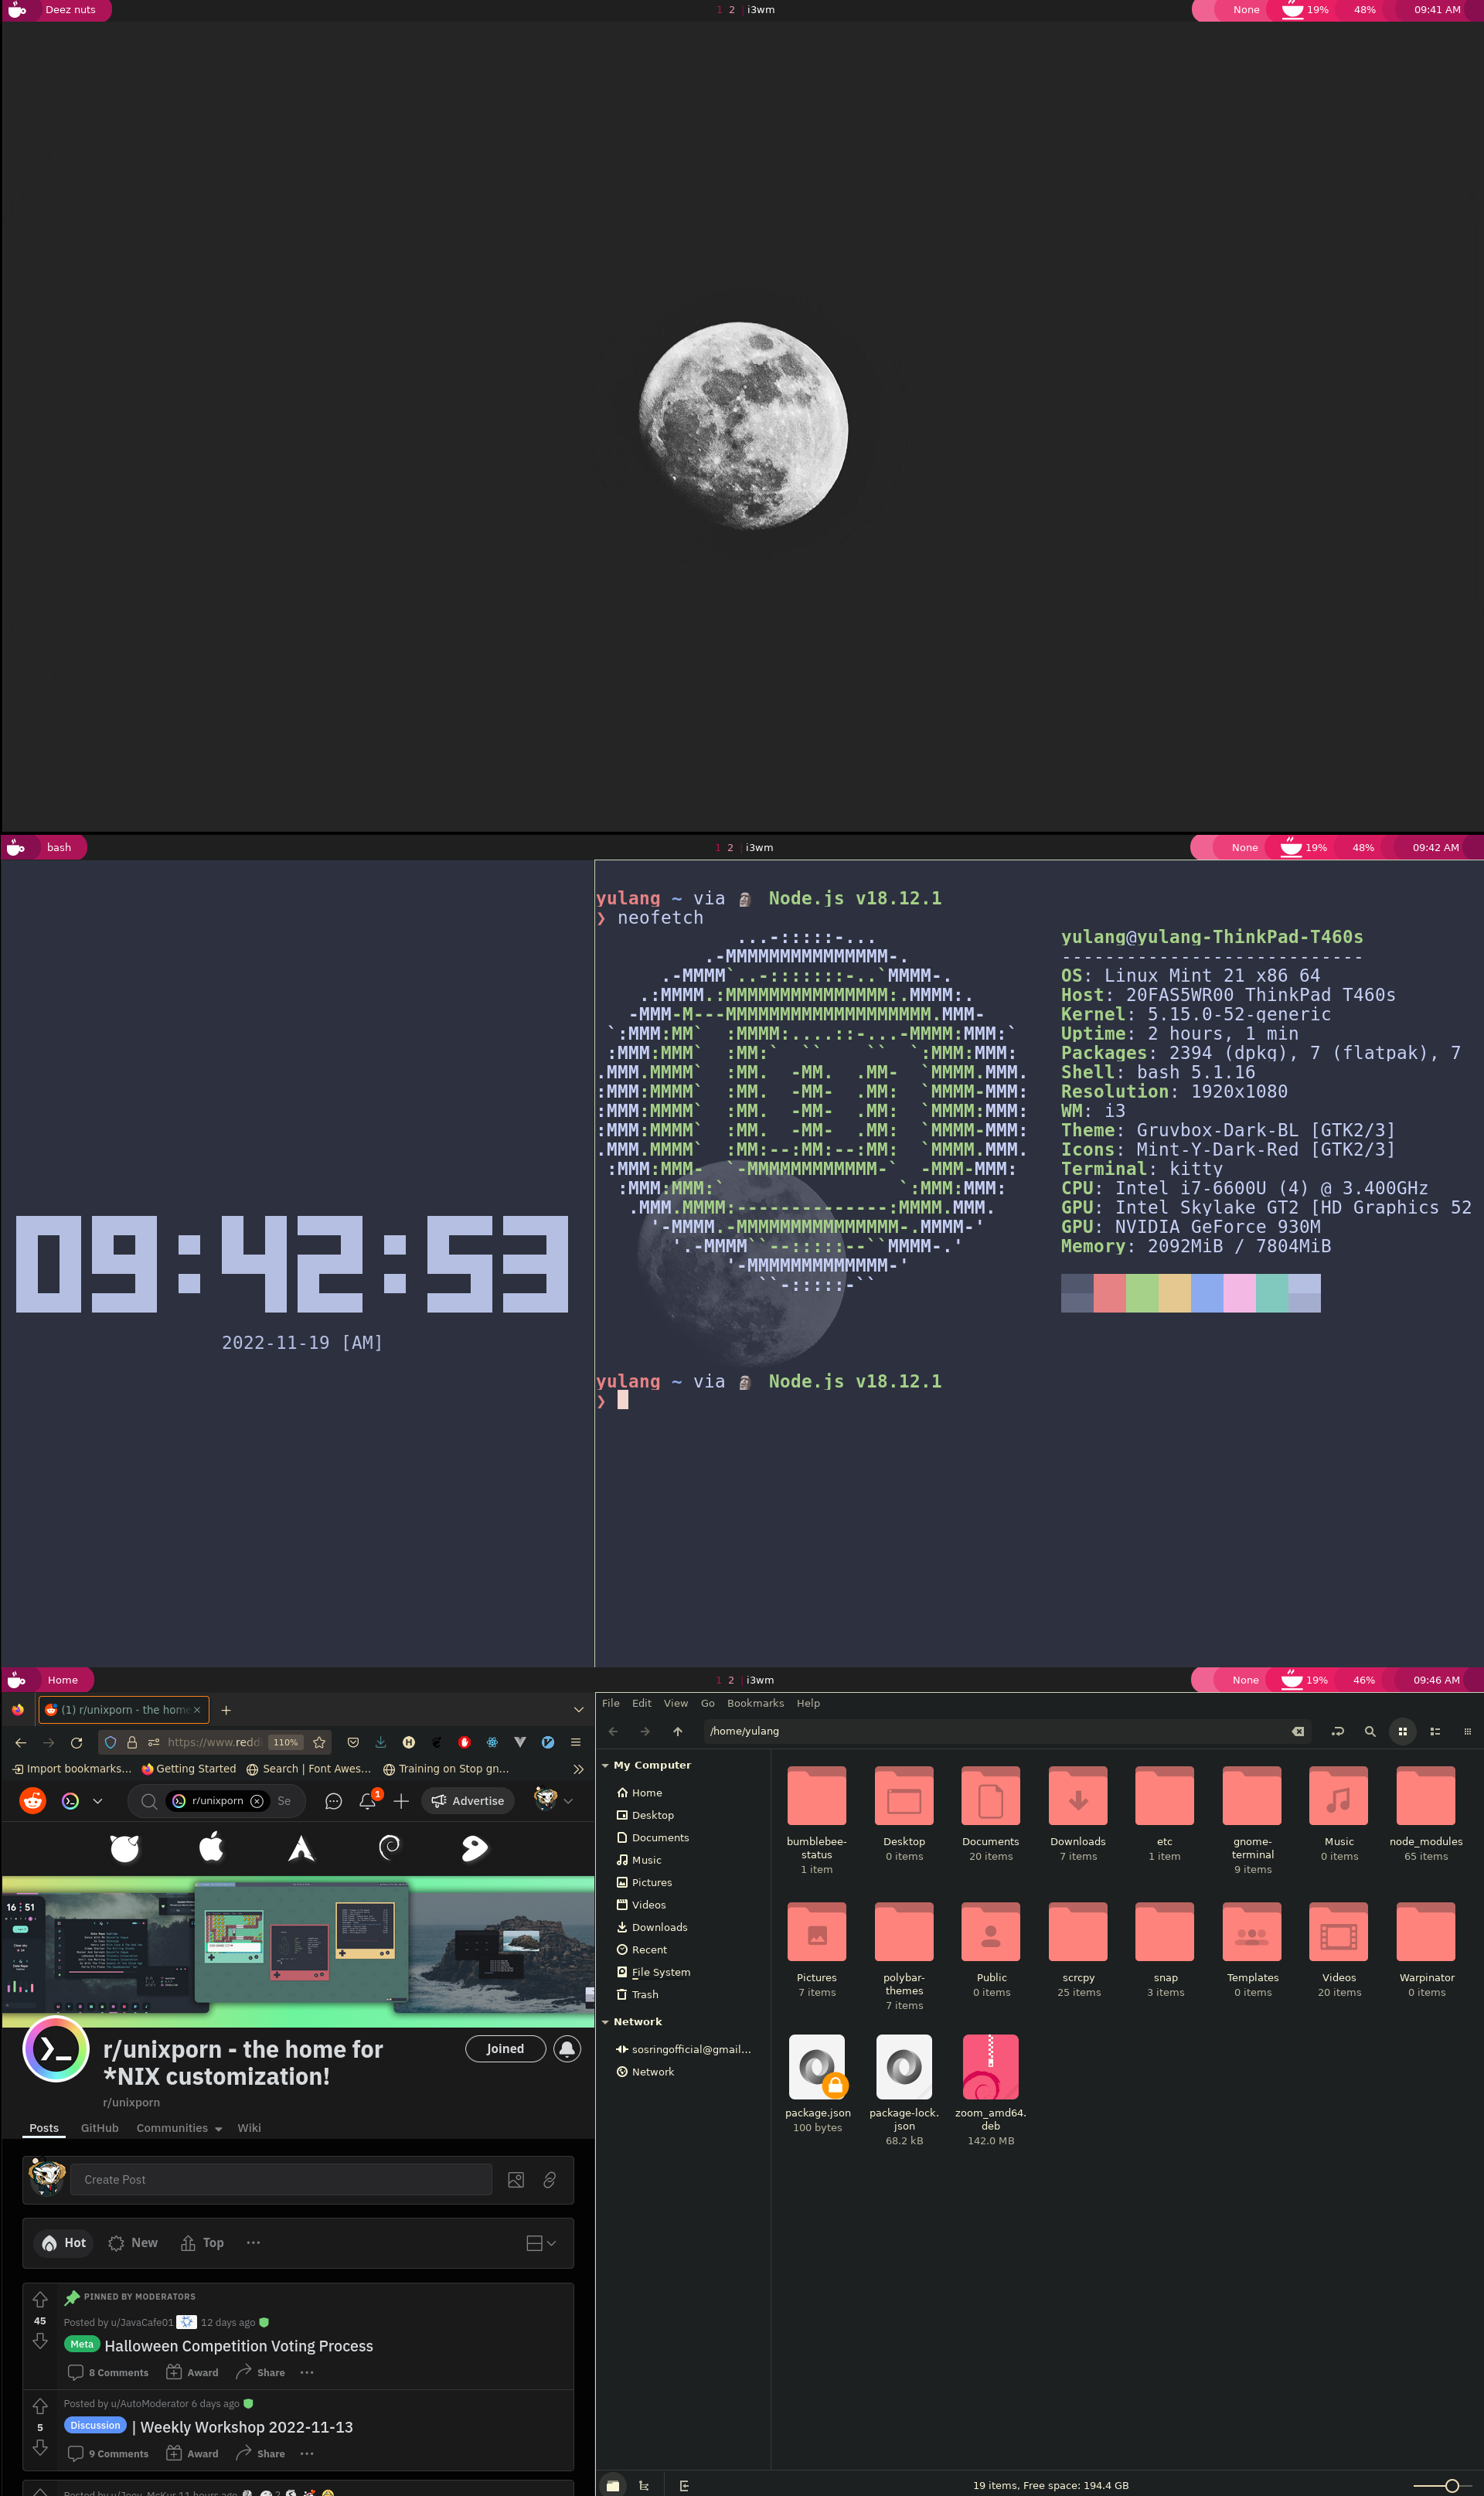 Deez nuts
1 2 | i3wm
None 19% 48% 09:41 AM
bash
1 2 | i3wm
None 19% 48% 09:42 AM
09:42:53
2022-11-19 [AM]
yulang ~ via 🗿 Node.js v18.12.1
❯ neofetch
yulang@yulang-ThinkPad-T460s
----------------------------
OS: Linux Mint 21 x86 64
Host: 20FAS5WR00 ThinkPad T460s
Kernel: 5.15.0-52-generic
Uptime: 2 hours, 1 min
Packages: 2394 (dpkg), 7 (flatpak), 7
Shell: bash 5.1.16
Resolution: 1920x1080
WM: i3
Theme: Gruvbox-Dark-BL [GTK2/3]
Icons: Mint-Y-Dark-Red [GTK2/3]
Terminal: kitty
CPU: Intel i7-6600U (4) @ 3.400GHz
GPU: Intel Skylake GT2 [HD Graphics 52
GPU: NVIDIA GeForce 930M
Memory: 2092MiB / 7804MiB
yulang ~ via 🗿 Node.js v18.12.1
❯
Home
1 2 | i3wm
None 19% 46% 09:46 AM
(1) r/unixporn - the home
https://www.redd 110%
Import bookmarks... Getting Started Search | Font Awes... Training on Stop gn...
r/unixporn Se 1 Advertise
16 51
r/unixporn - the home for
*NIX customization!
Joined
r/unixporn
Posts GitHub Communities Wiki
Create Post
Hot New Top ...
PINNED BY MODERATORS
45
Posted by u/JavaCafe01 12 days ago
Meta Halloween Competition Voting Process
8 Comments Award Share ...
Posted by u/AutoModerator 6 days ago
5
Discussion | Weekly Workshop 2022-11-13
9 Comments Award Share ...
File Edit View Go Bookmarks Help
/home/yulang
My Computer
Home
Desktop
Documents
Music
Pictures
Videos
Downloads
Recent
File System
Trash
Network
sosringofficial@gmail...
Network
bumblebee-
status
1 item
Desktop
0 items
Documents
20 items
Downloads
7 items
etc
1 item
gnome-
terminal
9 items
Music
0 items
node_modules
65 items
Pictures
7 items
polybar-
themes
7 items
Public
0 items
scrcpy
25 items
snap
3 items
Templates
0 items
Videos
20 items
Warpinator
0 items
package.json
100 bytes
package-lock.
json
68.2 kB
zoom_amd64.
deb
142.0 MB
19 items, Free space: 194.4 GB